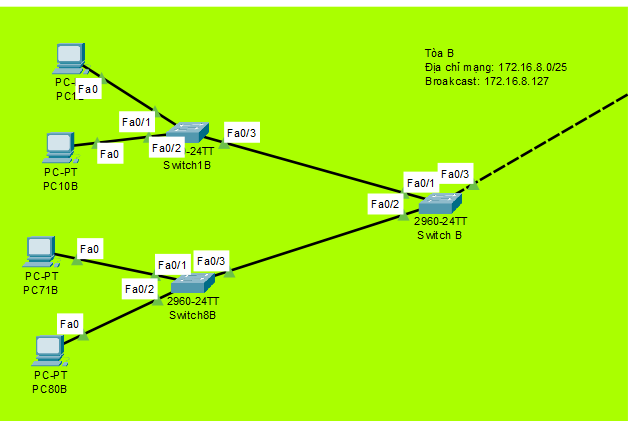 Tòa B
Địa chỉ mạng: 172.16.8.0/25
Broakcast: 172.16.8.127
Fa0
Fa0/1
Fa0/3
Fa0/2
-24TT
Switch1B
Fa0
PC-PT
PC10B
Fa0/3
Fa0/1
Fa0/2
2960-24TT
Switch B
Fa0
PC-PT
PC71B
Fa0/1
Fa0/3
Fa0/2
2960-24TT
Switch8B
Fa0
PC-PT
PC80B